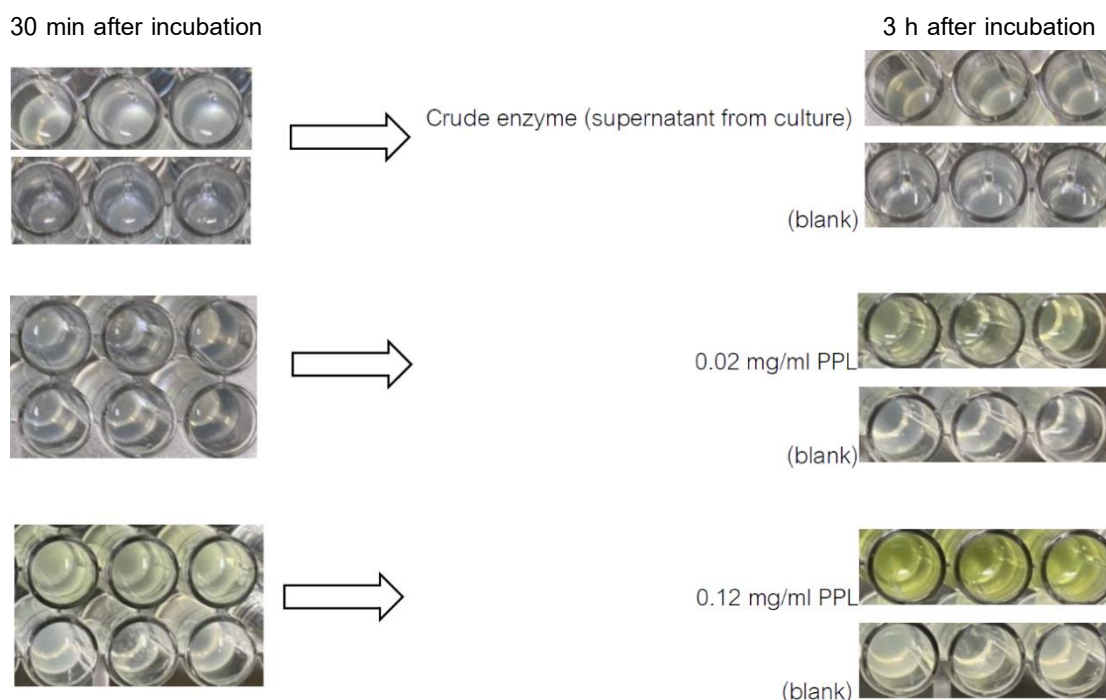 30 min after incubation
3 h after incubation
Crude enzyme (supernatant from culture)
(blank)
0.02 mg/ml PPL
(blank)
0.12 mg/ml PPL
(blank)